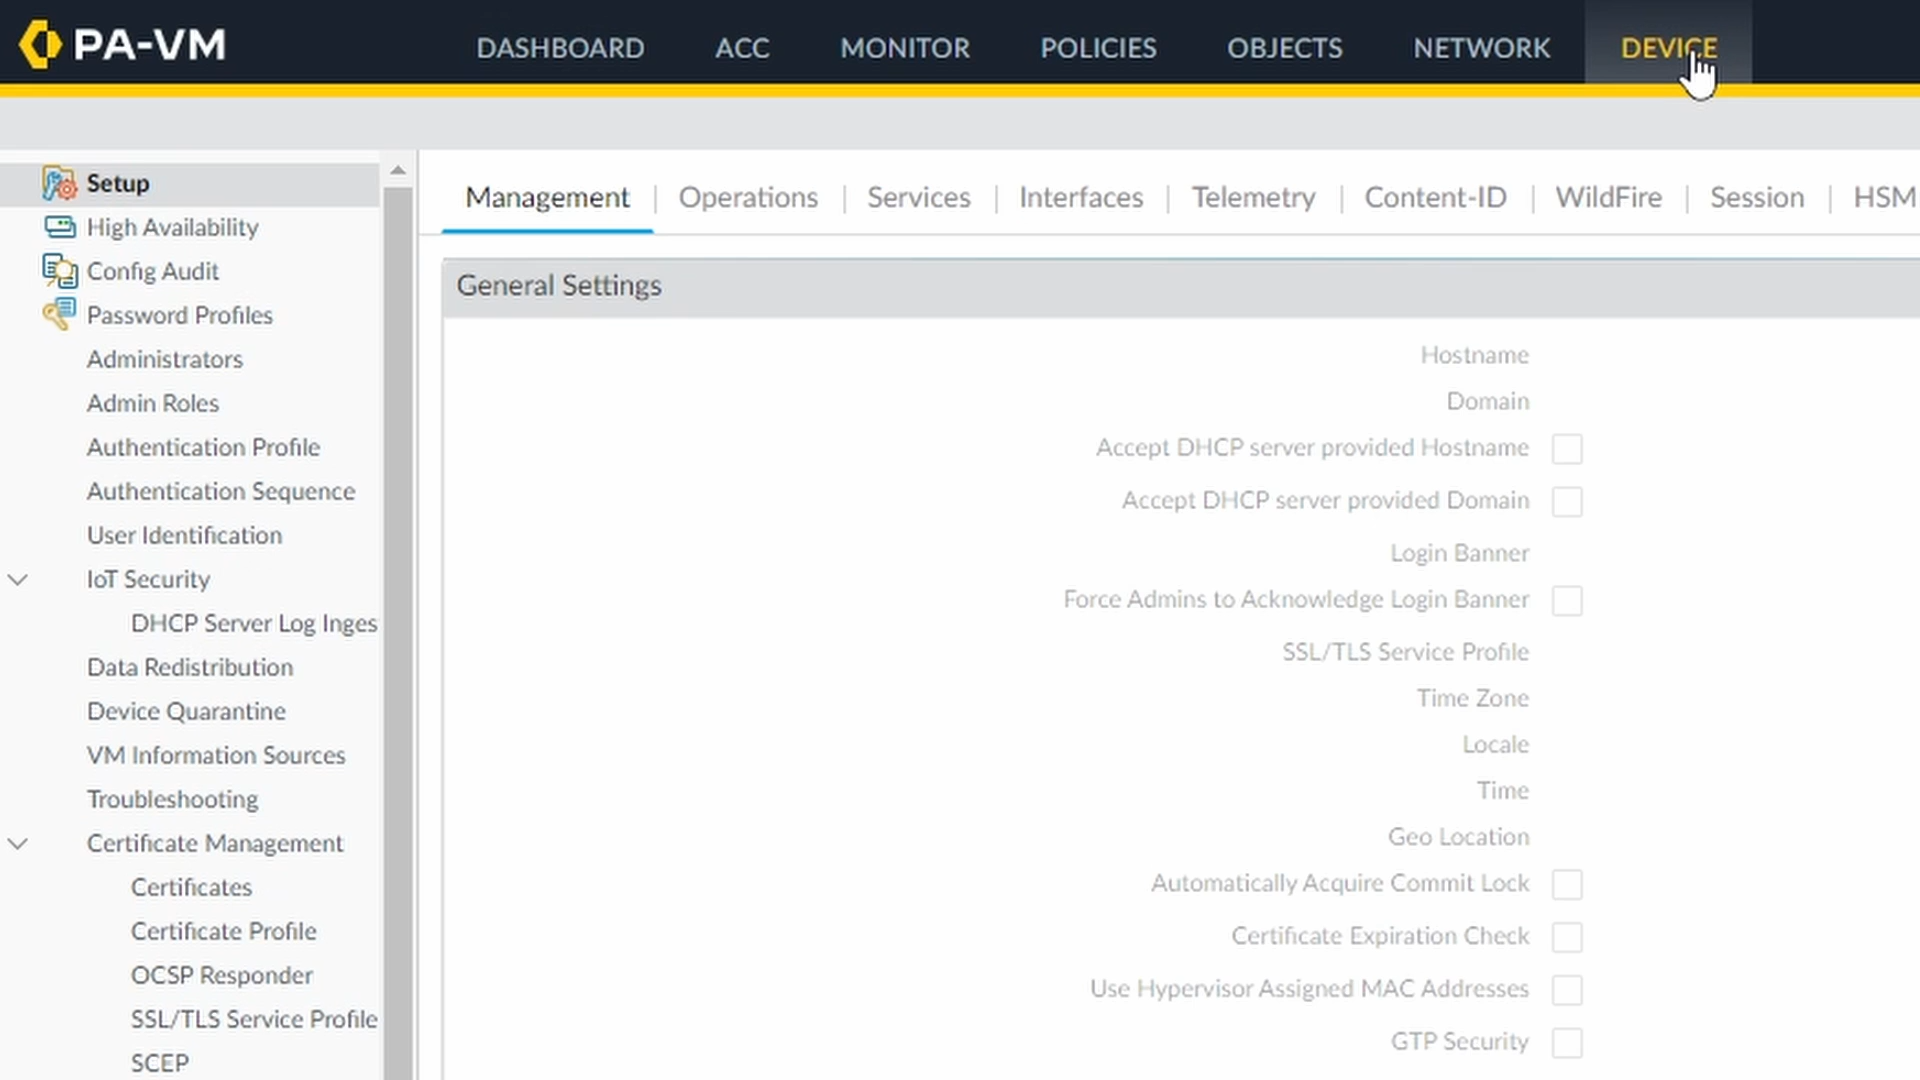 PA-VM
DASHBOARD ACC MONITOR POLICIES OBJECTS NETWORK DEVICE
Setup
High Availability
Config Audit
Password Profiles
Administrators
Admin Roles
Authentication Profile
Authentication Sequence
User Identification
IoT Security
DHCP Server Log Inges
Data Redistribution
Device Quarantine
VM Information Sources
Troubleshooting
Certificate Management
Certificates
Certificate Profile
OCSP Responder
SSL/TLS Service Profile
SCEP
Management Operations Services Interfaces Telemetry Content-ID WildFire Session HSM
General Settings
Hostname
Domain
Accept DHCP server provided Hostname
Accept DHCP server provided Domain
Login Banner
Force Admins to Acknowledge Login Banner
SSL/TLS Service Profile
Time Zone
Locale
Time
Geo Location
Automatically Acquire Commit Lock
Certificate Expiration Check
Use Hypervisor Assigned MAC Addresses
GTP Security